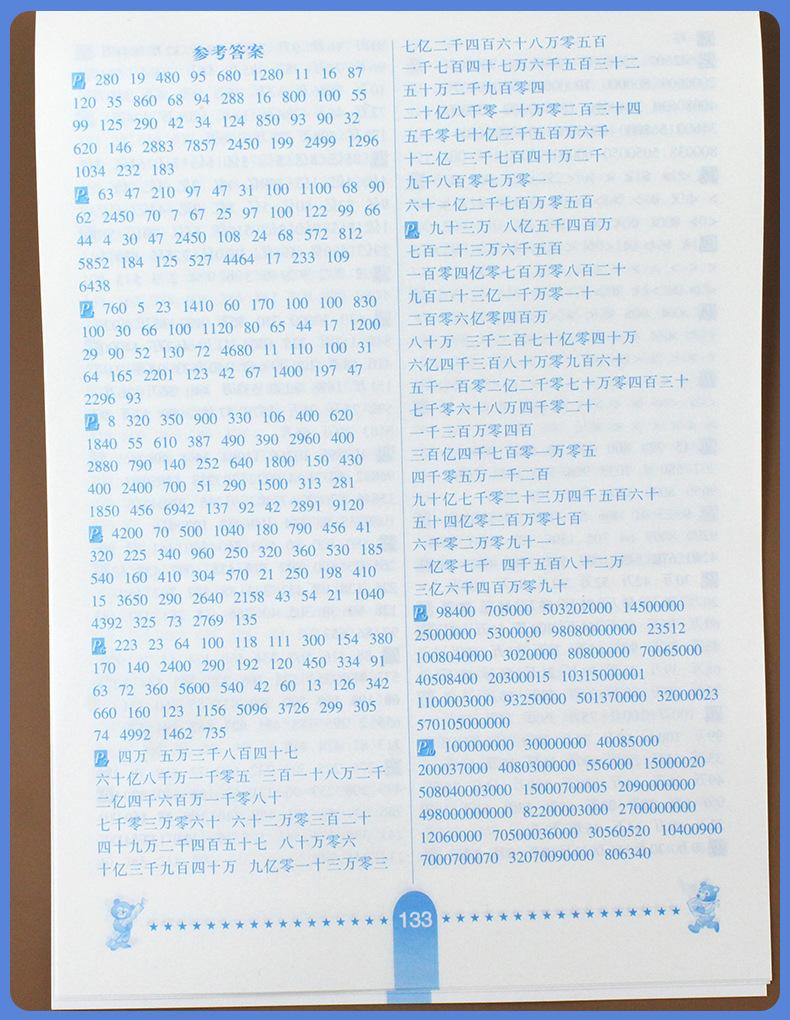 参考答案
P1 280 19 480 95 680 1280 11 16 87
120 35 860 68 94 288 16 800 100 55
99 125 290 42 34 124 850 93 90 32
620 146 2883 7857 2450 199 2499 1296
1034 232 183
P2 63 47 210 97 47 31 100 1100 68 90
62 2450 70 7 67 25 97 100 122 99 66
44 4 30 47 2450 108 24 68 572 812
5852 184 125 527 4464 17 233 109
6438
P3 760 5 23 1410 60 170 100 100 830
100 30 66 100 1120 80 65 44 17 1200
29 90 52 130 72 4680 11 110 100 31
64 165 2201 123 42 67 1400 197 47
2296 93
P4 8 320 350 900 330 106 400 620
1840 55 610 387 490 390 2960 400
2880 790 140 252 640 1800 150 430
400 2400 700 51 290 1500 313 281
1850 456 6942 137 92 42 2891 9120
P5 4200 70 500 1040 180 790 456 41
320 225 340 960 250 320 360 530 185
540 160 410 304 570 21 250 198 410
15 3650 290 2640 2158 43 54 21 1040
4392 325 73 2769 135
P6 223 23 64 100 118 111 300 154 380
170 140 2400 290 192 120 450 334 91
63 72 360 5600 540 42 60 13 126 342
660 160 123 1156 5096 3726 299 305
74 4992 1462 735
P7 四万 五万三千八百四十七
六十亿八千万一千零五 三百一十八万二千
二亿四千六百万一千零八十
七千零三万零六十 六十二万零三百二十
四十九万二千四百五十七 八十万零六
十亿三千九百四十万 九亿零一十三万零三
七亿二千四百六十八万零五百
二千七百四十七万六千五百三十二
五十万二千九百零四
二十亿八千零一十万零二百三十四
五千零七十亿三千五百万六千
十二亿 三千七百四十万二千
九千八百零七万零一
六十一亿二千七百万零五百
P8 九十三万 八亿五千四百万
七百二十三万六千五百
一百零四亿零七百万零八百二十
九百二十三亿一千万零一十
二百零六亿零四百万
八十万 三千二百七十亿零四十万
六亿四千三百八十万零九百六十
五千一百零二亿二千零七十万零四百三十
七千零六十八万四千零二十
一千三百万零四百
三百亿四千七百零一万零五
四千零五万一千二百
九十亿七千零二十三万四千五百六十
五十四亿零二百万零七百
六千零二万零九十一
一亿零七千 四千五百八十二万
三亿六千四百万零九十
P9 98400 705000 503202000 14500000
25000000 5300000 98080000000 23512
1008040000 3020000 80800000 70065000
40508400 20300015 10315000001
1100003000 93250000 501370000 32000023
570105000000
P10 100000000 30000000 40085000
200037000 4080300000 556000 15000020
508040003000 15000700005 2090000000
498000000000 82200003000 2700000000
12060000 70500036000 30560520 10400900
7000700070 32070090000 806340
133